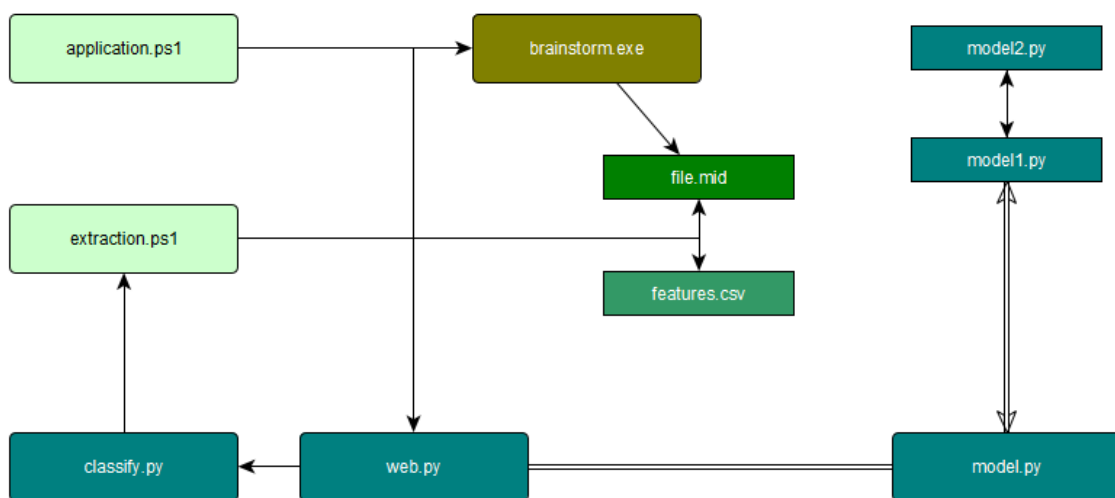 application.ps1
brainstorm.exe
model2.py
model1.py
file.mid
extraction.ps1
features.csv
classify.py
web.py
model.py